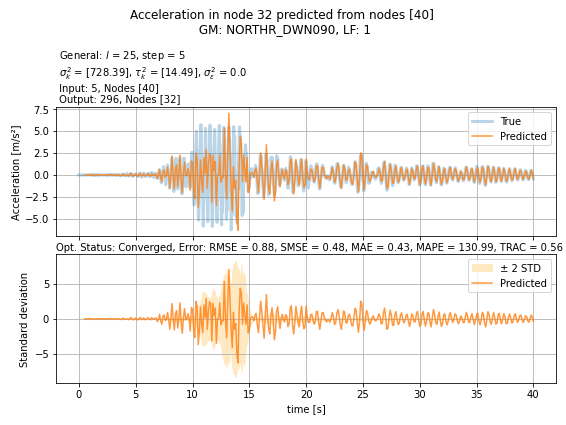 Acceleration in node 32 predicted from nodes [40]
GM: NORTHR_DWN090, LF: 1
General: l = 25, step = 5
σ²ₖ = [728.39], τ²ₖ = [14.49], σ²ε = 0.0
Input: 5, Nodes [40]
Output: 296, Nodes [32]
Acceleration [m/s²]
7.5
5.0
2.5
0.0
−2.5
−5.0
True
Predicted
Opt. Status: Converged, Error: RMSE = 0.88, SMSE = 0.48, MAE = 0.43, MAPE = 130.99, TRAC = 0.56
Standard deviation
5
0
−5
± 2 STD
Predicted
0 5 10 15 20 25 30 35 40
time [s]